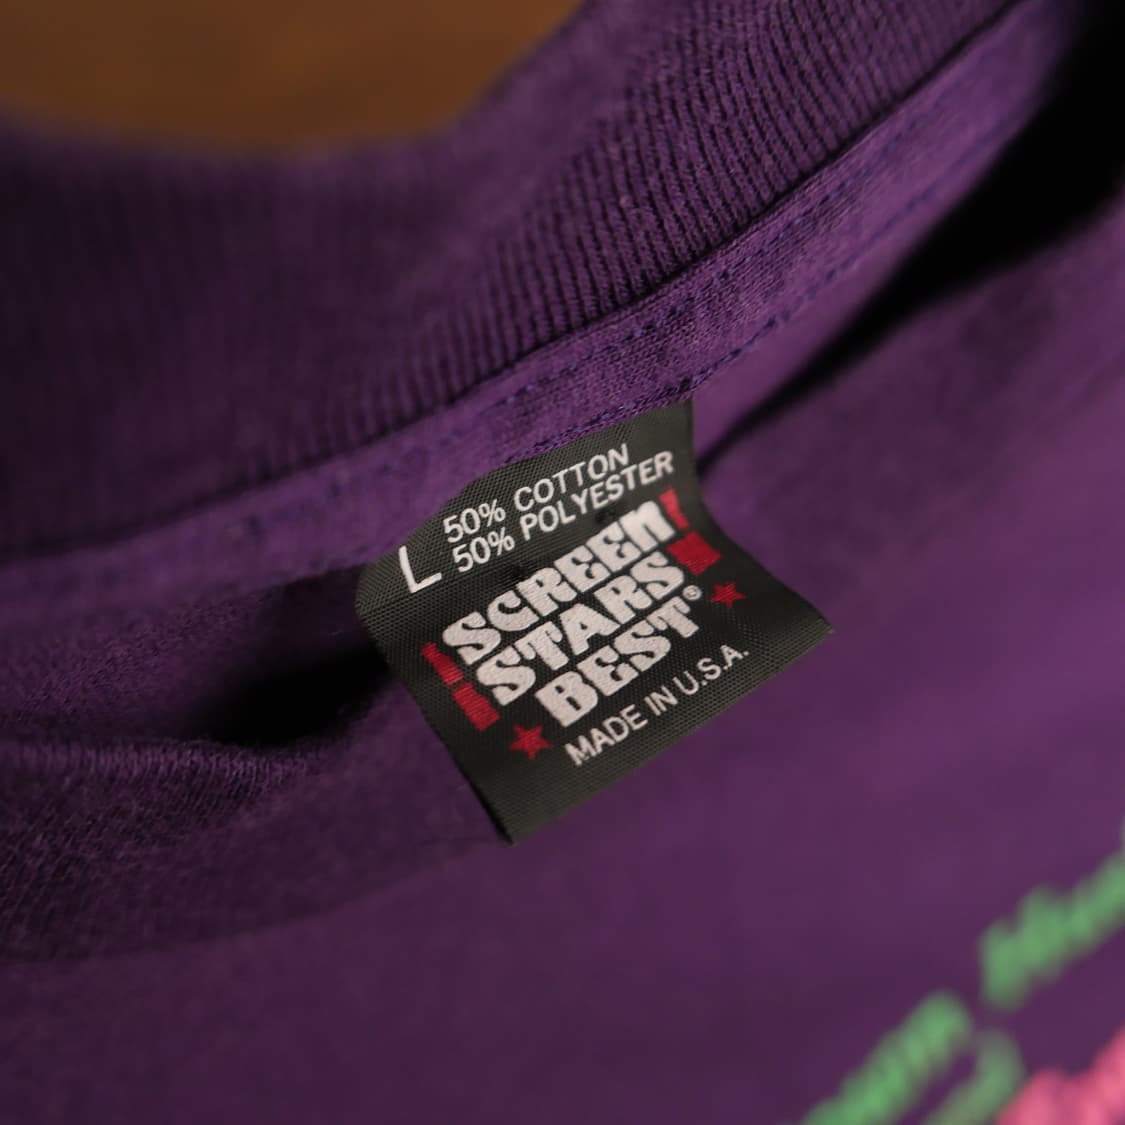 50% COTTON
L 50% POLYESTER
SCREEN
STARS
BEST®
MADE IN U.S.A.